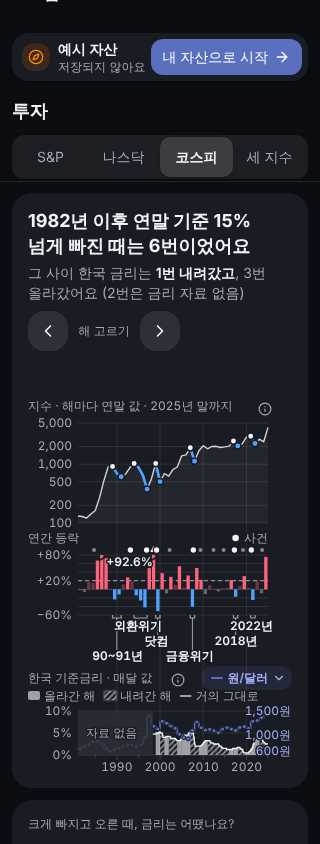 예시 자산
저장되지 않아요
내 자산으로 시작 →
투자
S&P 나스닥 코스피 세 지수
1982년 이후 연말 기준 15%
넘게 빠진 때는 6번이었어요
그 사이 한국 금리는 1번 내려갔고, 3번
올라갔어요 (2번은 금리 자료 없음)
해 고르기
지수 · 해마다 연말 값 · 2025년 말까지
5,000
2,000
1,000
500
200
100
연간 등락 사건
+80%
+92.6%
+20%
−60%
외환위기 2022년
닷컴 2018년
90~91년 금융위기
한국 기준금리 · 매달 값 원/달러
올라간 해 내려간 해 거의 그대로
10% 1,500원
자료 없음
5% 1,000원
0% 600원
1990 2000 2010 2020
크게 빠지고 오른 때, 금리는 어땠나요?